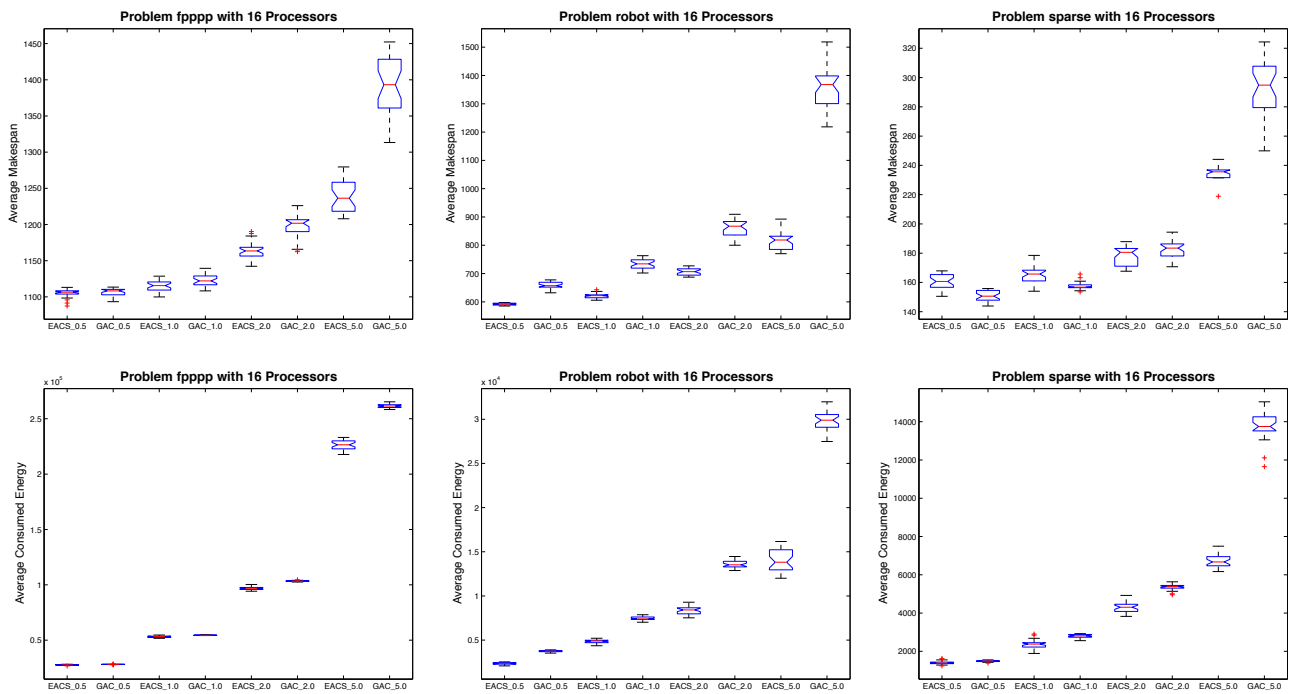 Problem fpppp with 16 Processors
Average Makespan
1450
1400
1350
1300
1250
1200
1150
1100
EACS_0.5 GAC_0.5 EACS_1.0 GAC_1.0 EACS_2.0 GAC_2.0 EACS_5.0 GAC_5.0
Problem robot with 16 Processors
Average Makespan
1500
1400
1300
1200
1100
1000
900
800
700
600
EACS_0.5 GAC_0.5 EACS_1.0 GAC_1.0 EACS_2.0 GAC_2.0 EACS_5.0 GAC_5.0
Problem sparse with 16 Processors
Average Makespan
320
300
280
260
240
220
200
180
160
140
EACS_0.5 GAC_0.5 EACS_1.0 GAC_1.0 EACS_2.0 GAC_2.0 EACS_5.0 GAC_5.0
Problem fpppp with 16 Processors
x 10^5
Average Consumed Energy
2.5
2
1.5
1
0.5
EACS_0.5 GAC_0.5 EACS_1.0 GAC_1.0 EACS_2.0 GAC_2.0 EACS_5.0 GAC_5.0
Problem robot with 16 Processors
x 10^4
Average Consumed Energy
3
2.5
2
1.5
1
0.5
EACS_0.5 GAC_0.5 EACS_1.0 GAC_1.0 EACS_2.0 GAC_2.0 EACS_5.0 GAC_5.0
Problem sparse with 16 Processors
Average Consumed Energy
14000
12000
10000
8000
6000
4000
2000
EACS_0.5 GAC_0.5 EACS_1.0 GAC_1.0 EACS_2.0 GAC_2.0 EACS_5.0 GAC_5.0